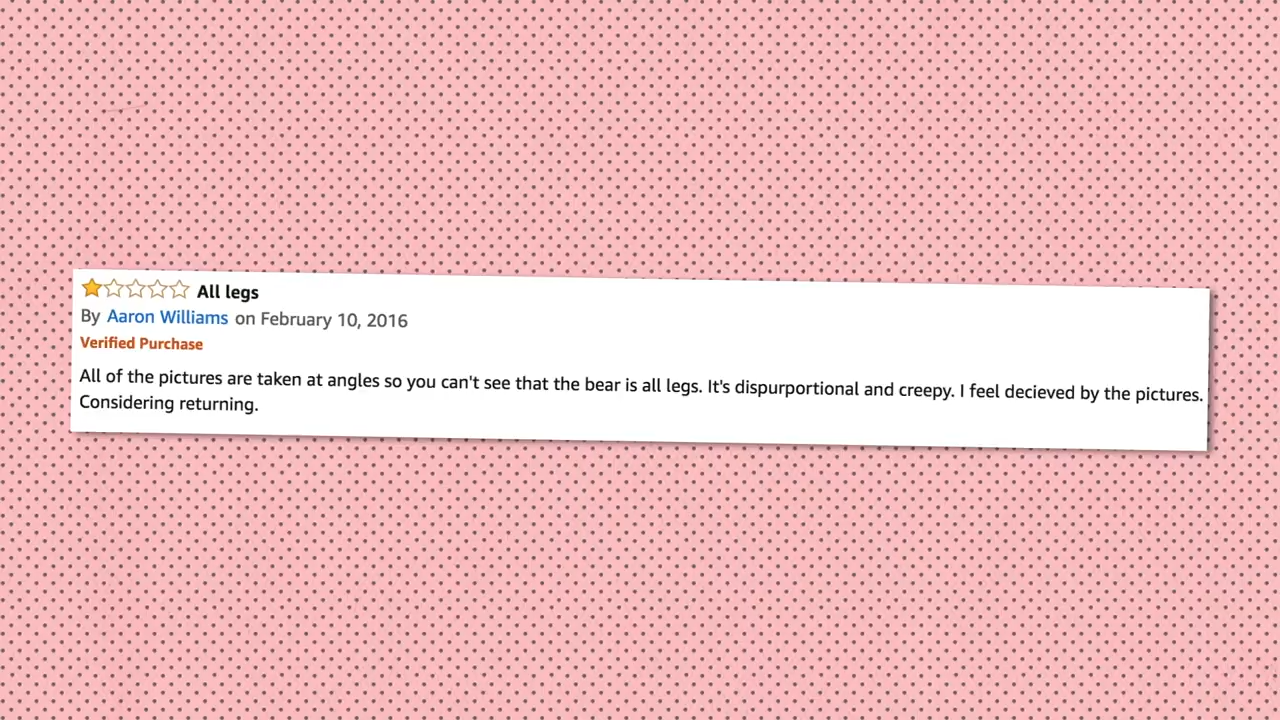 All legs
By Aaron Williams on February 10, 2016
Verified Purchase
All of the pictures are taken at angles so you can't see that the bear is all legs. It's dispurportional and creepy. I feel decieved by the pictures.
Considering returning.